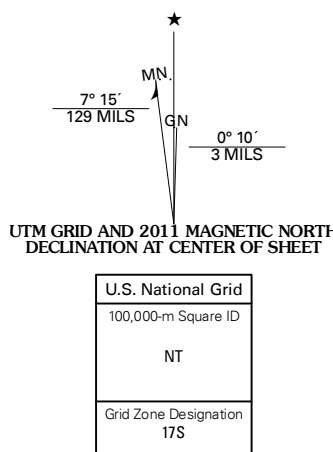 ★
MN.
7° 15´
129 MILS
GN
0° 10´
3 MILS
UTM GRID AND 2011 MAGNETIC NORTH
DECLINATION AT CENTER OF SHEET
U.S. National Grid
100,000-m Square ID
NT
Grid Zone Designation
17S